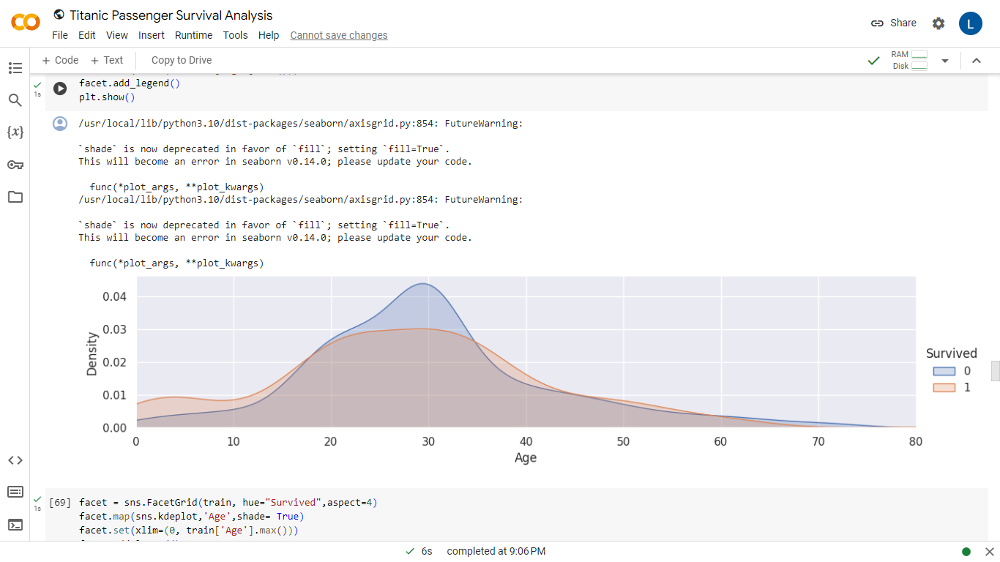 Titanic Passenger Survival Analysis
File Edit View Insert Runtime Tools Help Cannot save changes
Share
L
+ Code + Text Copy to Drive
RAM
Disk
1s
facet.add_legend()
plt.show()
/usr/local/lib/python3.10/dist-packages/seaborn/axisgrid.py:854: FutureWarning:
`shade` is now deprecated in favor of `fill`; setting `fill=True`.
This will become an error in seaborn v0.14.0; please update your code.
func(*plot_args, **plot_kwargs)
/usr/local/lib/python3.10/dist-packages/seaborn/axisgrid.py:854: FutureWarning:
`shade` is now deprecated in favor of `fill`; setting `fill=True`.
This will become an error in seaborn v0.14.0; please update your code.
func(*plot_args, **plot_kwargs)
0.04
0.03
0.02
0.01
0.00
Density
0 10 20 30 40 50 60 70 80
Age
Survived
0
1
1s
[69] facet = sns.FacetGrid(train, hue="Survived",aspect=4)
facet.map(sns.kdeplot,'Age',shade= True)
facet.set(xlim=(0, train['Age'].max()))
6s completed at 9:06 PM